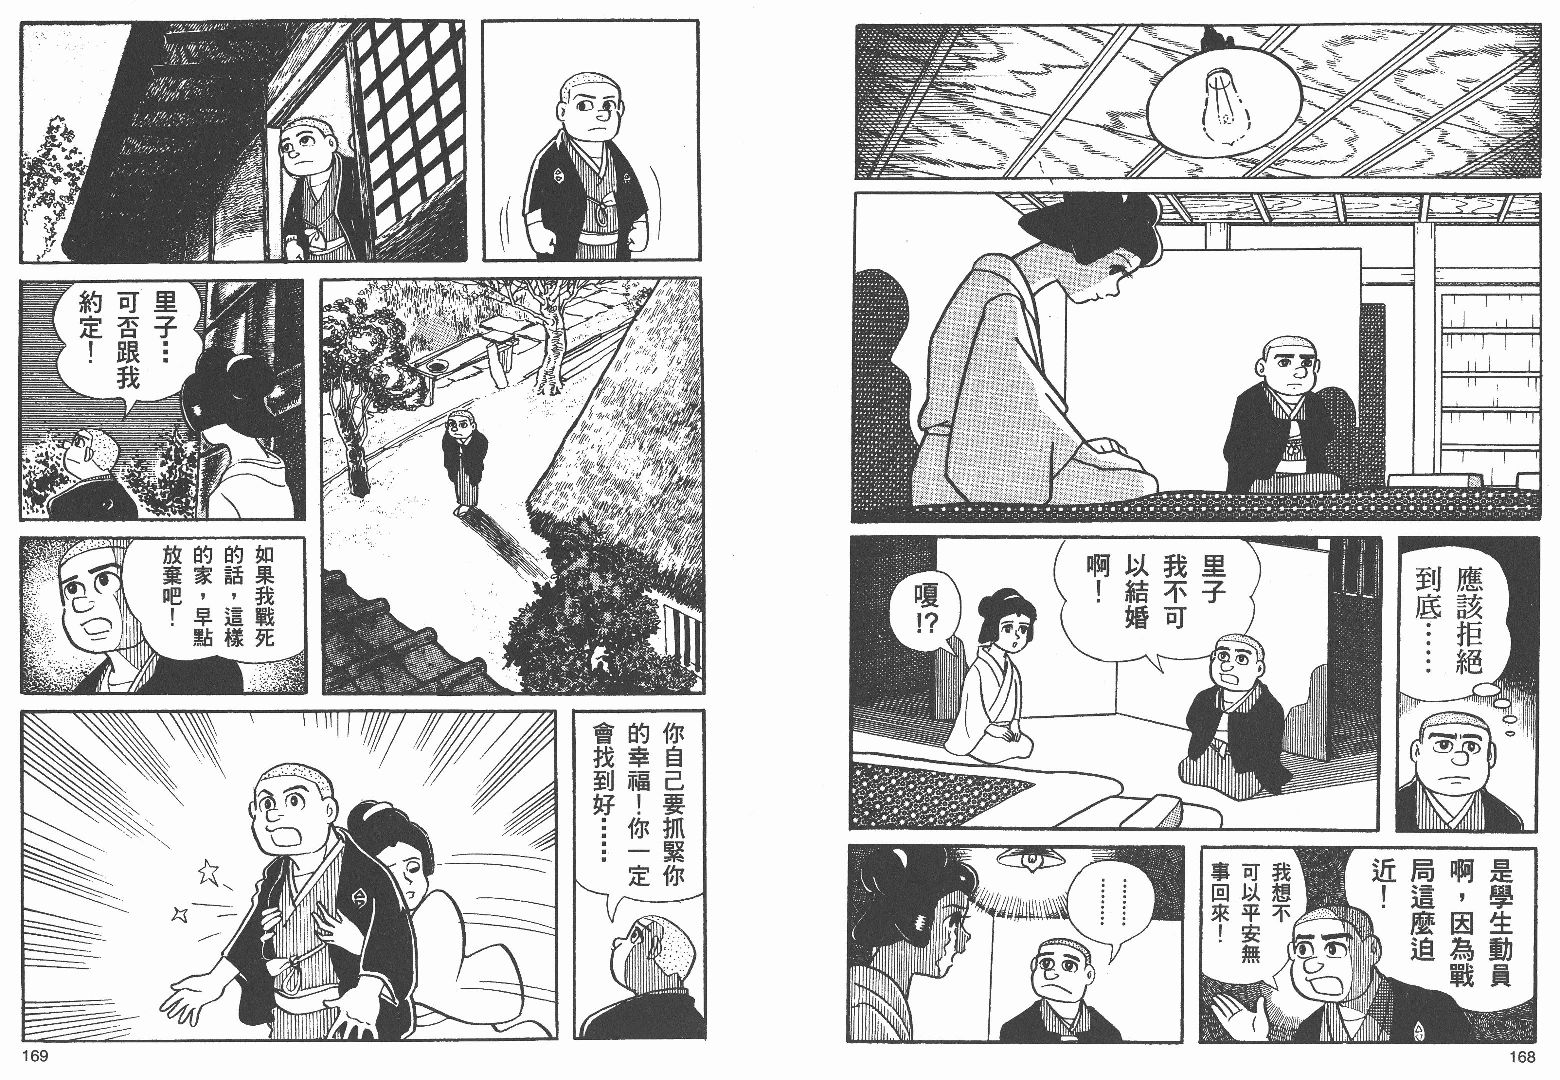 應該拒絕
到底……
里子
我不可
以結婚
啊！
嗄!?
是學生動員
啊，因為戰
局這麼迫
近！
我想不
可以平安無
事回來！
………
168
里子…
可否跟我
約定！
如果我戰死
的話，這樣
的家，早點
放棄吧！
你自己要抓緊你
的幸福！你一定
會找到好……
169